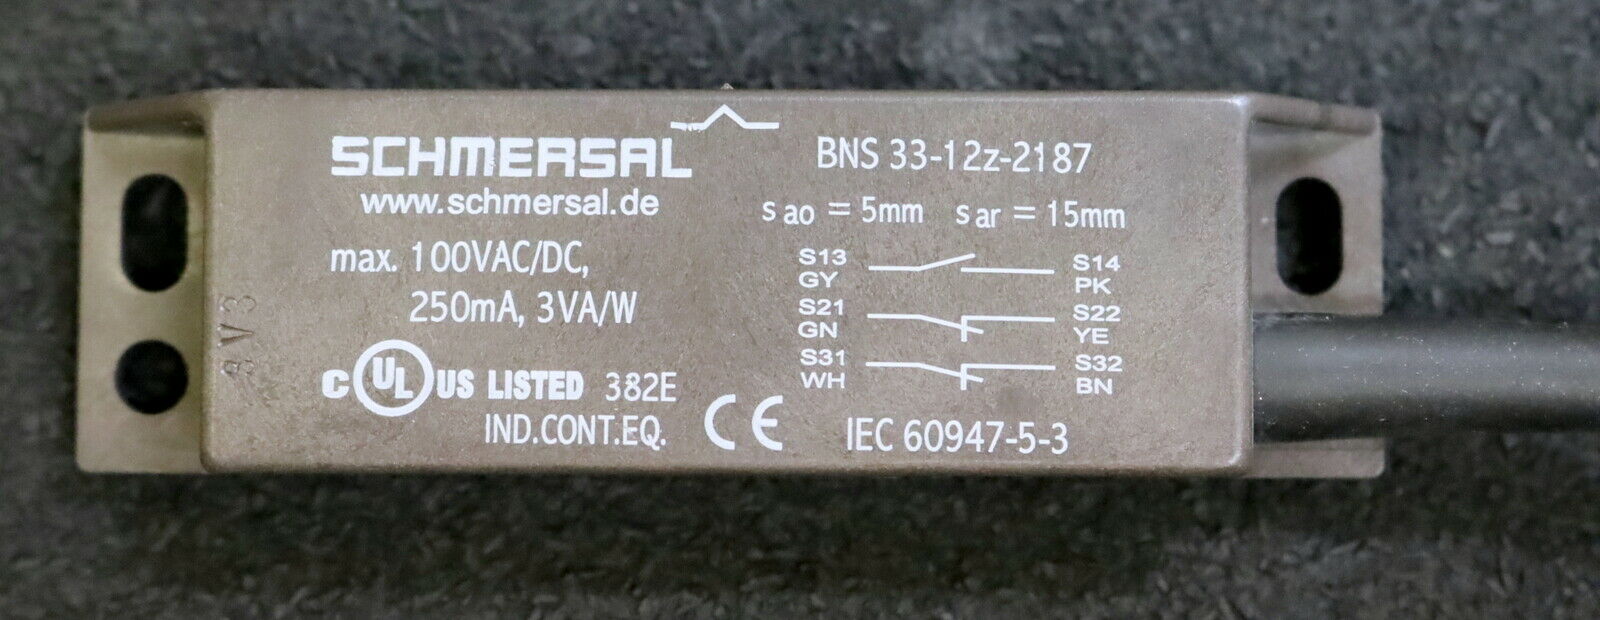 SCHMERSAL
www.schmersal.de
max. 100VAC/DC,
250mA, 3VA/W
C UL US LISTED 382E
IND.CONT.EQ.
CE
BNS 33-12z-2187
s ao = 5mm s ar = 15mm
S13 S14
GY PK
S21 S22
GN YE
S31 S32
WH BN
IEC 60947-5-3